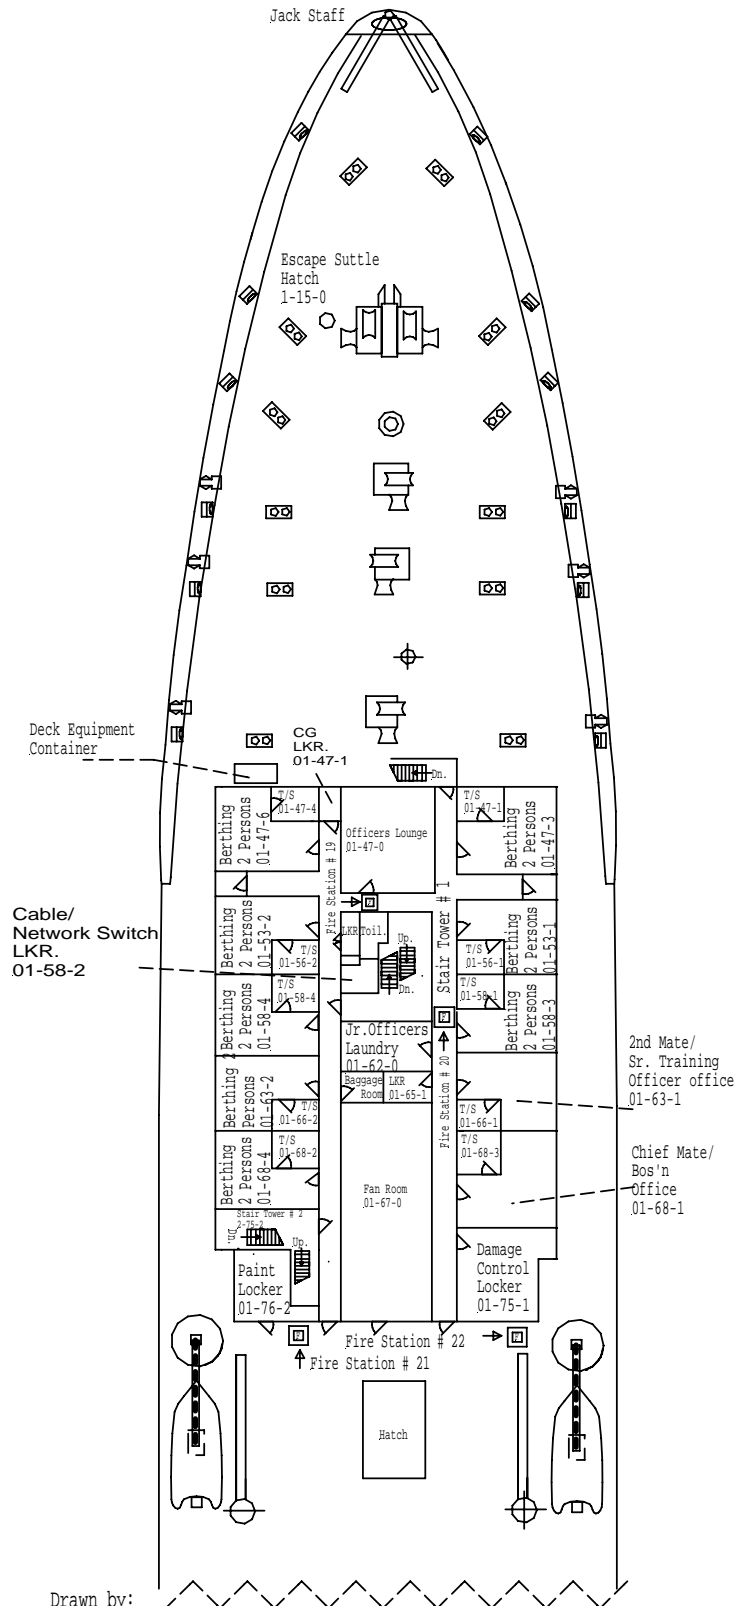 Jack Staff
Escape Suttle
Hatch
1-15-0
Deck Equipment
Container
CG
LKR.
01-47-1
Dn.
T/S
01-47-4
T/S
01-47-1
Berthing
2 Persons
01-47-6
Officers Lounge
01-47-0
Berthing
2 Persons
01-47-3
Fire Station # 19
Stair Tower # 1
Cable/
Network Switch
LKR.
01-58-2
Berthing
2 Persons
01-53-2
LKR
Toil.
Up.
Dn.
T/S
01-56-2
T/S
01-56-1
Berthing
2 Persons
01-53-1
Berthing
2 Persons
01-58-4
T/S
01-58-4
T/S
01-58-1
Berthing
2 Persons
01-58-3
Jr.Officers
Laundry
01-62-0
Baggage
Room
LKR
01-65-1
Fire Station # 20
2nd Mate/
Sr. Training
Officer office
01-63-1
Berthing 2
Persons
01-63-2
T/S
01-66-2
T/S
01-66-1
Berthing
2 Persons
01-68-4
T/S
01-68-2
T/S
01-68-3
Chief Mate/
Bos'n
Office
01-68-1
Fan Room
01-67-0
Stair Tower # 2
2-75-2
Dn.
Up.
Paint
Locker
01-76-2
Damage
Control
Locker
01-75-1
Fire Station # 22
Fire Station # 21
Hatch
Drawn by: